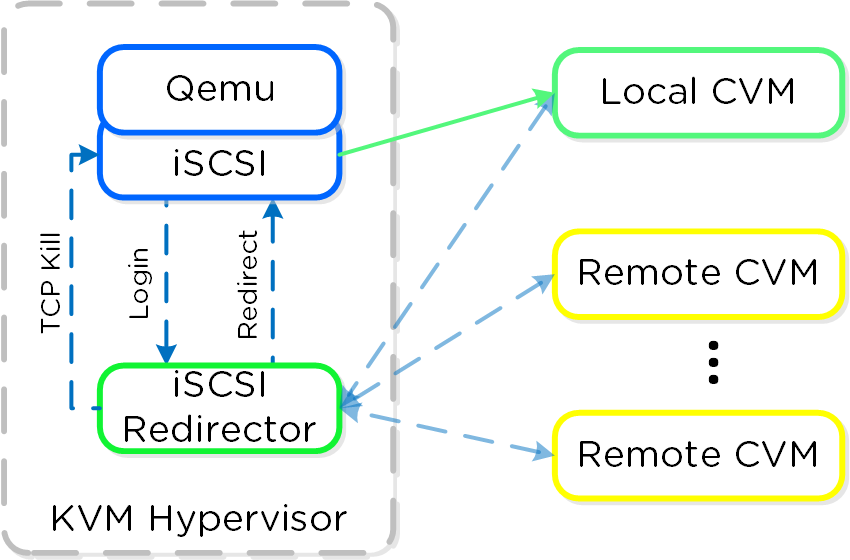 Qemu
iSCSI
TCP Kill
Login
Redirect
iSCSI
Redirector
KVM Hypervisor
Local CVM
Remote CVM
Remote CVM